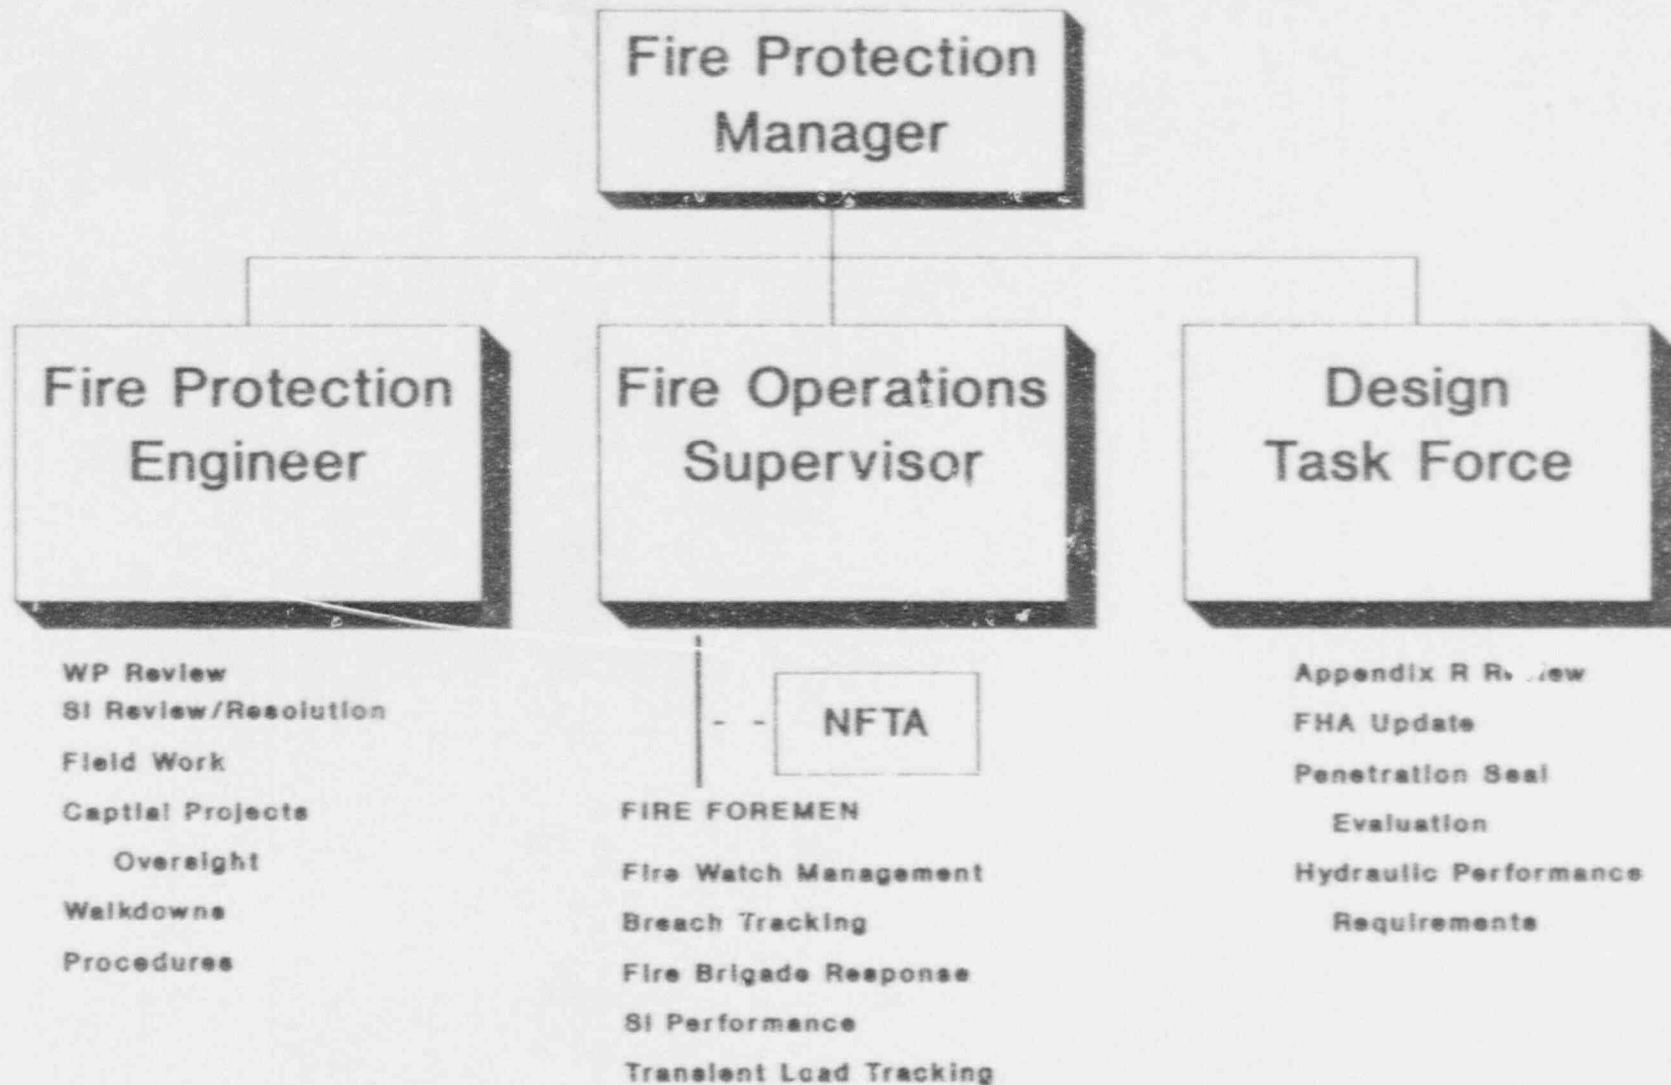 Fire Protection
Manager
Fire Protection
Engineer
Fire Operations
Supervisor
Design
Task Force
WP Review
SI Review/Resolution
Field Work
Captial Projects
Oversight
Walkdowns
Procedures
NFTA
FIRE FOREMEN
Fire Watch Management
Breach Tracking
Fire Brigade Response
SI Performance
Transient Load Tracking
Appendix R
FHA Update
Penetration Seal
Evaluation
Hydraulic Performance
Requirements